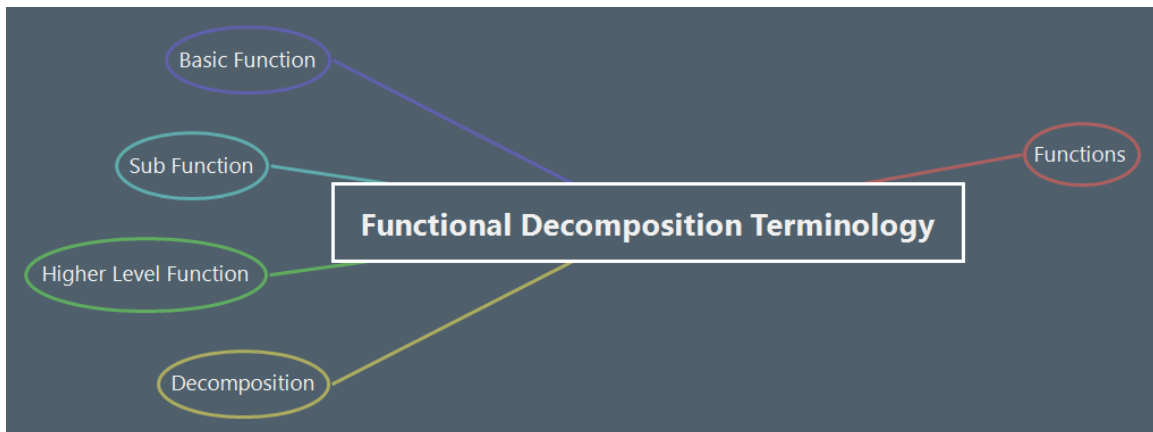 Basic Function
Functions
Sub Function
Functional Decomposition Terminology
Higher Level Function
Decomposition